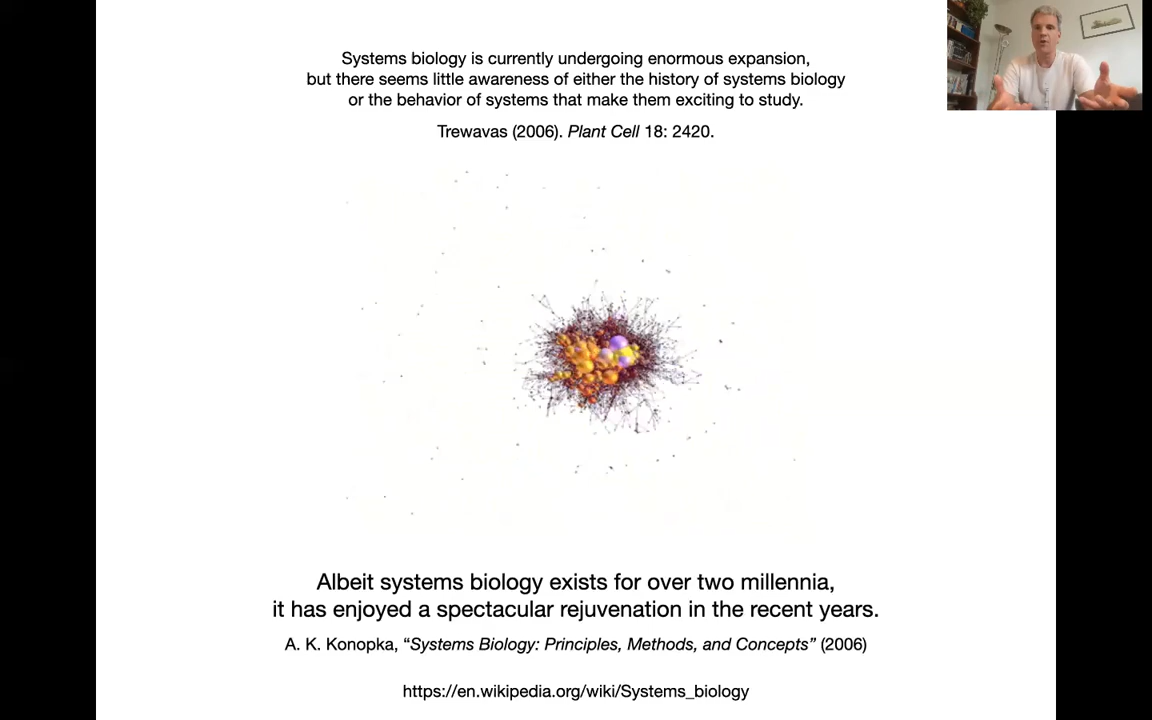 Systems biology is currently undergoing enormous expansion,
but there seems little awareness of either the history of systems biology
or the behavior of systems that make them exciting to study.
Trewavas (2006). Plant Cell 18: 2420.
Albeit systems biology exists for over two millennia,
it has enjoyed a spectacular rejuvenation in the recent years.
A. K. Konopka, “Systems Biology: Principles, Methods, and Concepts” (2006)
https://en.wikipedia.org/wiki/Systems_biology